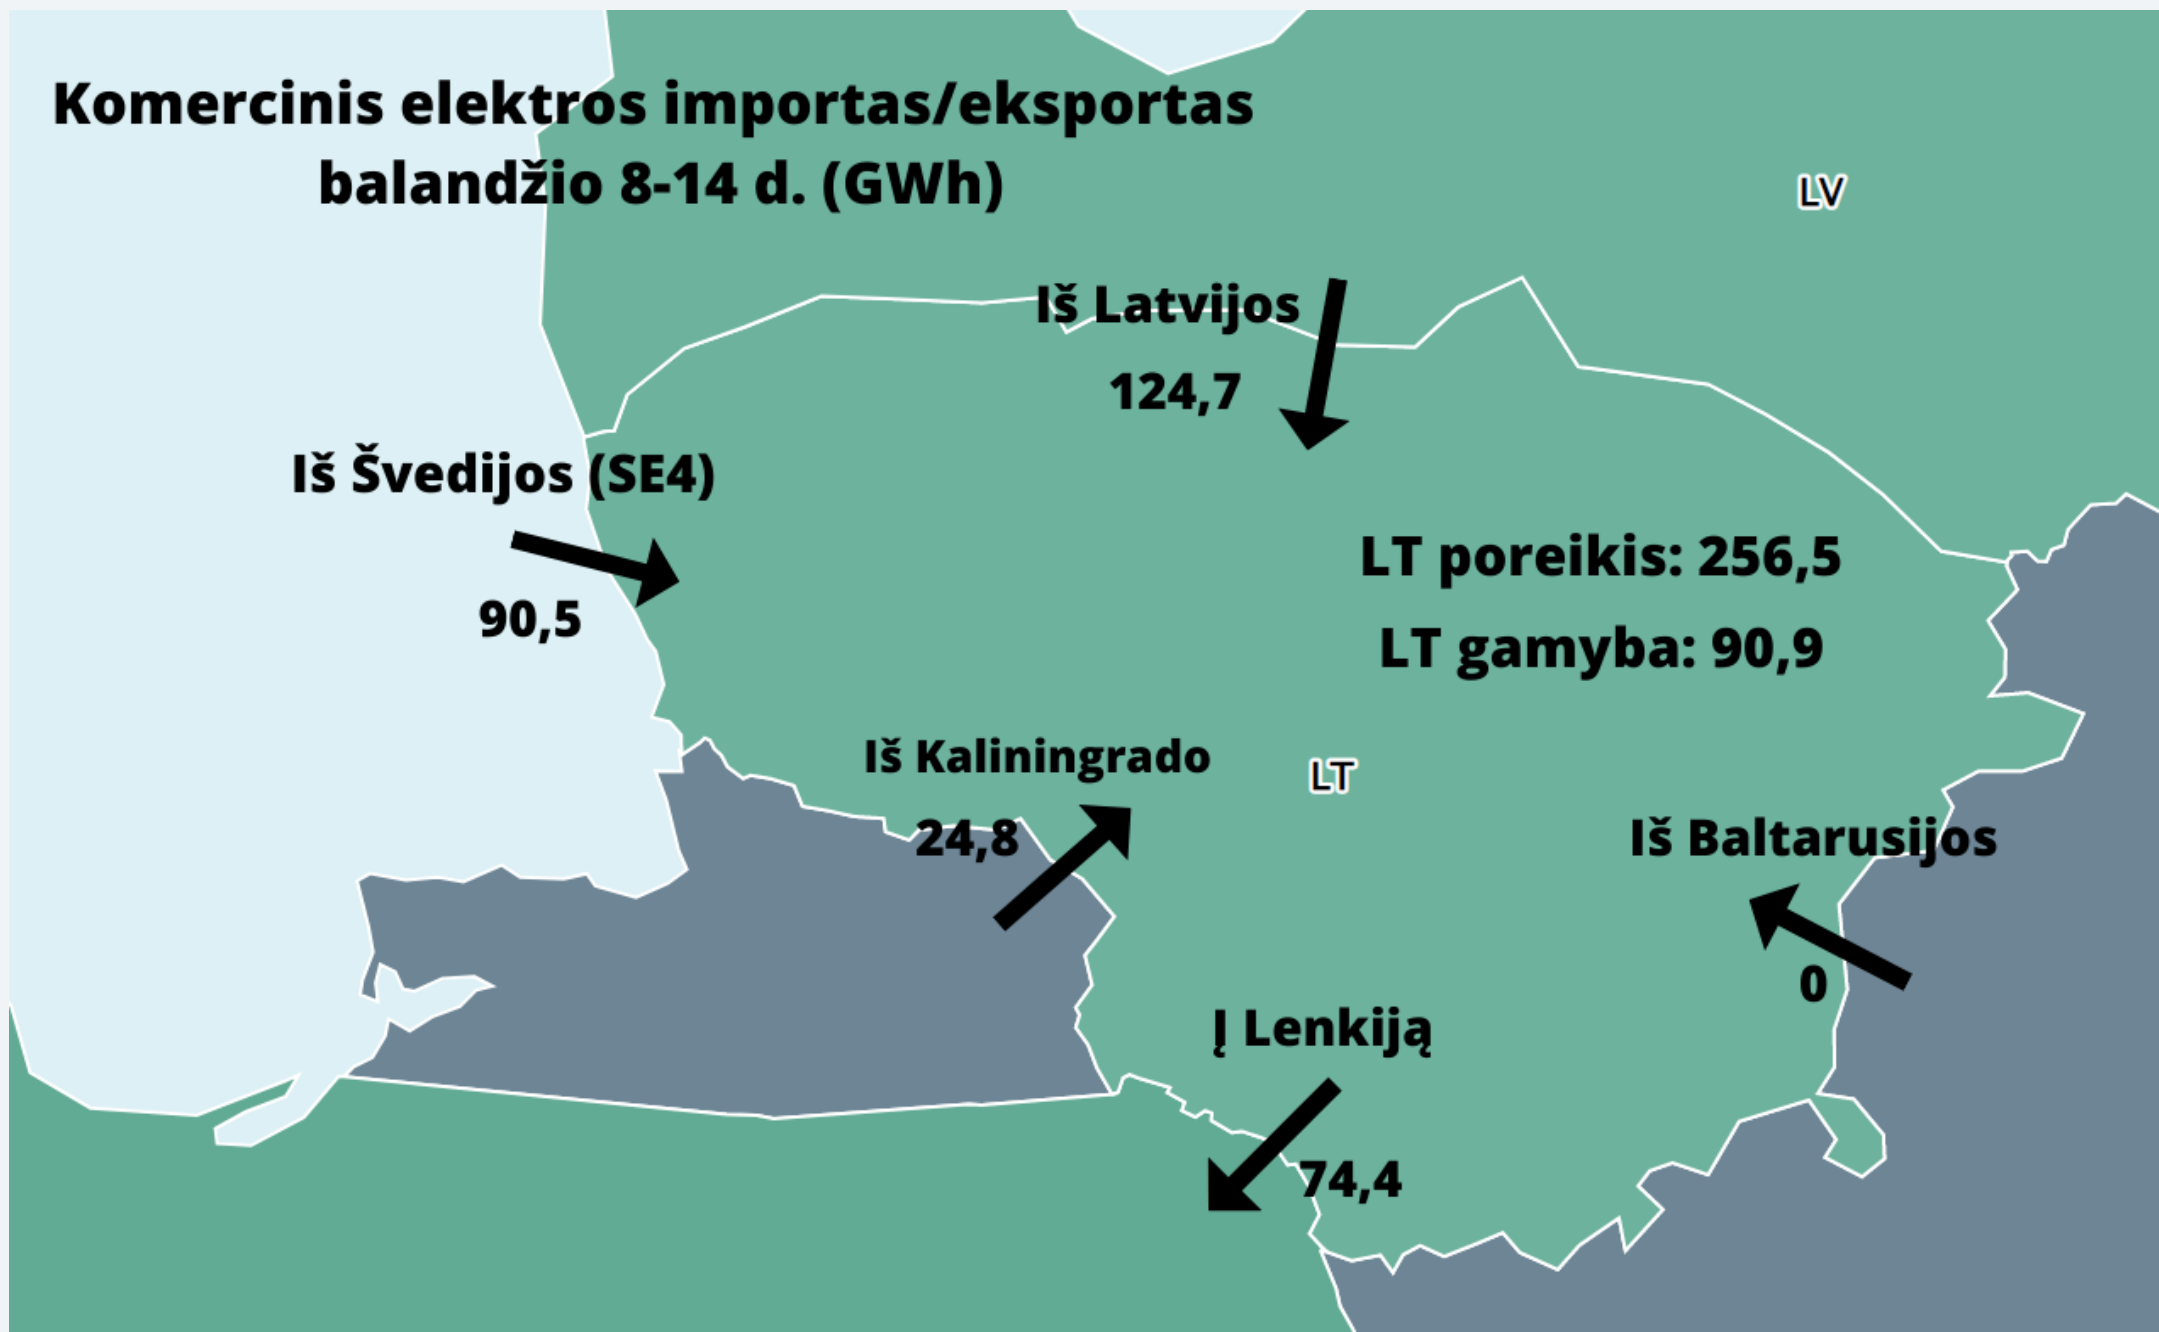 Komercinis elektros importas/eksportas
balandžio 8-14 d. (GWh)
LV
Iš Latvijos
124,7
Iš Švedijos (SE4)
90,5
LT poreikis: 256,5
LT gamyba: 90,9
Iš Kaliningrado
24,8
LT
Iš Baltarusijos
0
Į Lenkiją
74,4